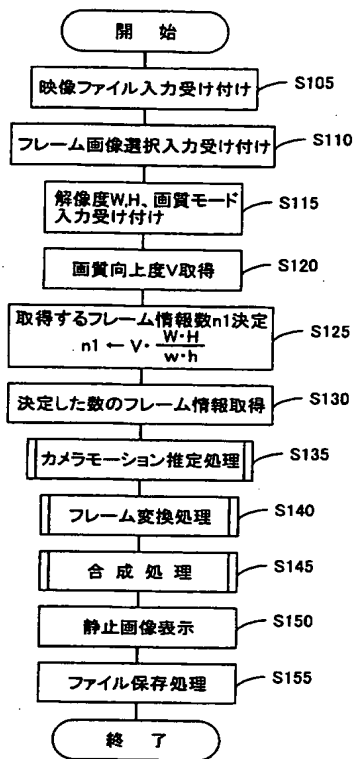 開 始
映像ファイル入力受け付け
S105
フレーム画像選択入力受け付け
S110
解像度W,H、画質モード
入力受け付け
S115
画質向上度V取得
S120
取得するフレーム情報数n1決定
n1 ← V・W・H/w・h
S125
決定した数のフレーム情報取得
S130
カメラモーション推定処理
S135
フレーム変換処理
S140
合 成 処 理
S145
静止画像表示
S150
ファイル保存処理
S155
終 了